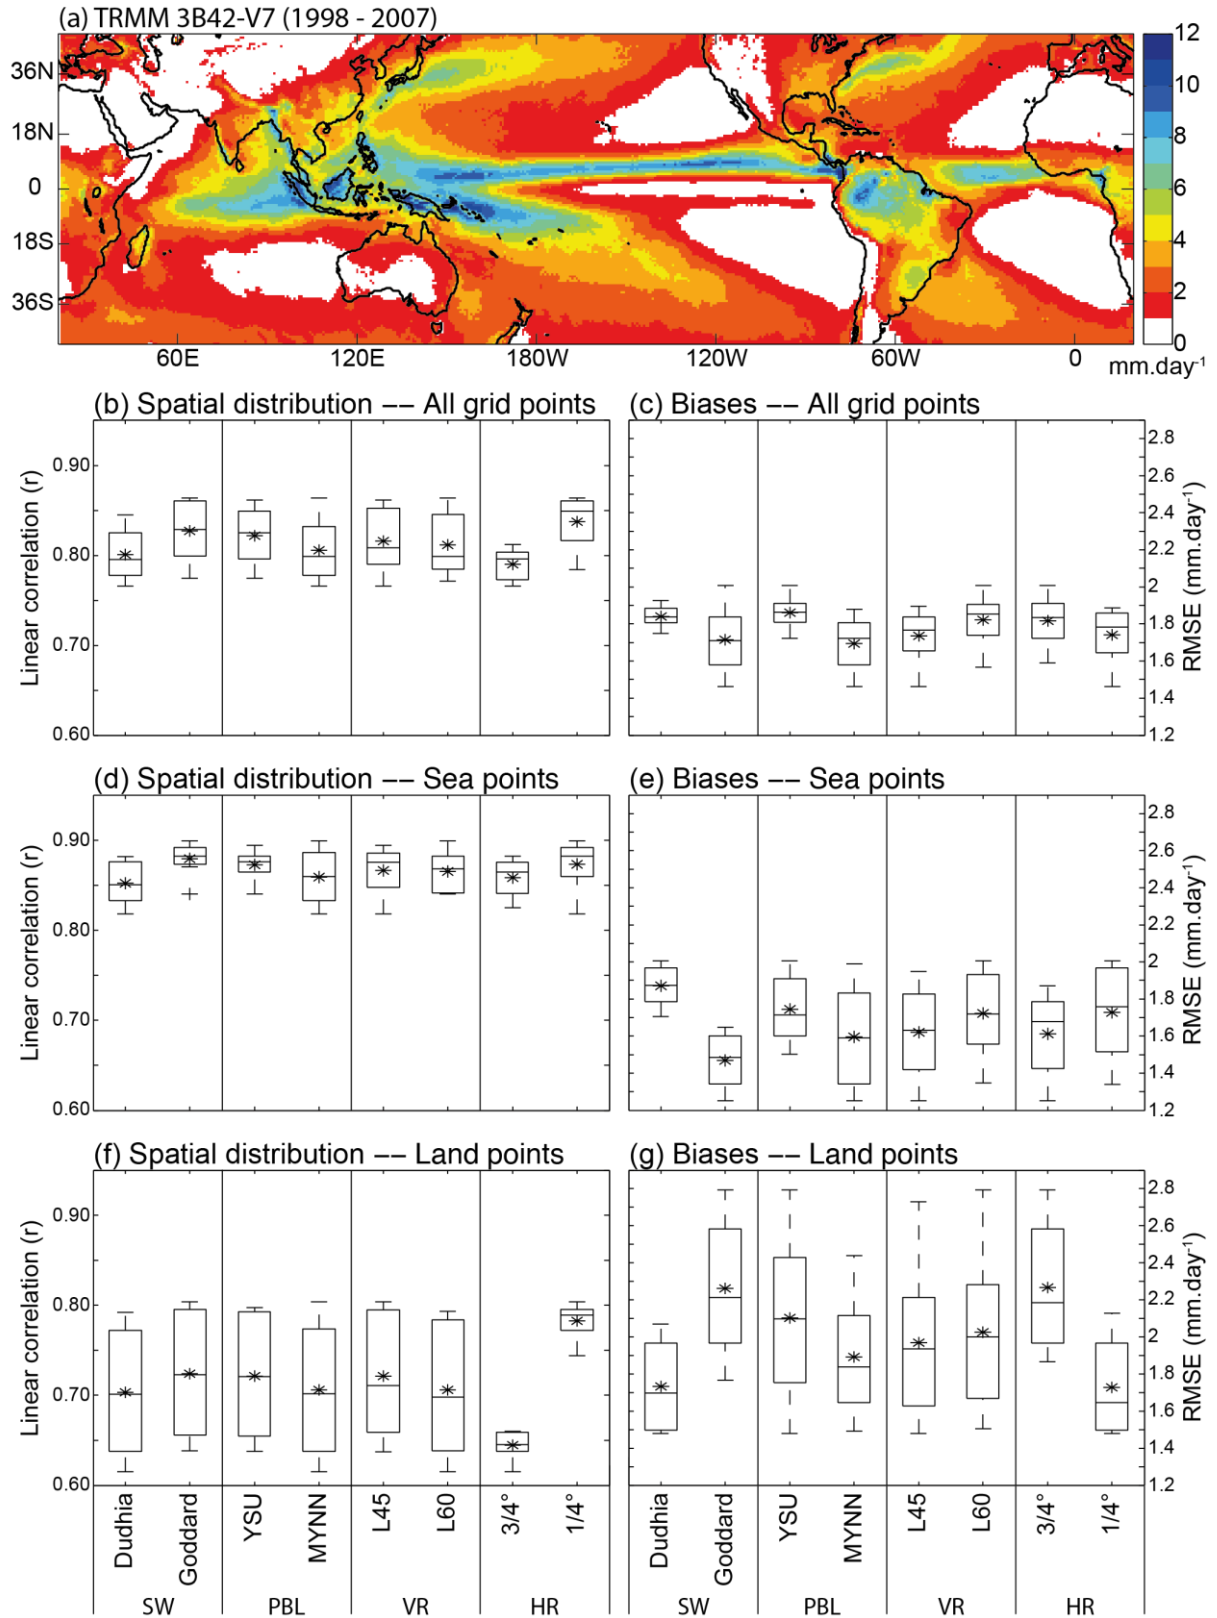 (a) TRMM 3B42-V7 (1998 - 2007)
36N
18N
0
18S
36S
60E
120E
180W
120W
60W
0
12
10
8
6
4
2
0
mm.day-1
(b) Spatial distribution –– All grid points
Linear correlation (r)
0.90
0.80
0.70
0.60
(c) Biases –– All grid points
2.8
2.6
2.4
2.2
2
1.8
1.6
1.4
1.2
RMSE (mm.day-1)
(d) Spatial distribution –– Sea points
Linear correlation (r)
0.90
0.80
0.70
0.60
(e) Biases –– Sea points
2.8
2.6
2.4
2.2
2
1.8
1.6
1.4
1.2
RMSE (mm.day-1)
(f) Spatial distribution –– Land points
Linear correlation (r)
0.90
0.80
0.70
0.60
(g) Biases –– Land points
2.8
2.6
2.4
2.2
2
1.8
1.6
1.4
1.2
RMSE (mm.day-1)
Dudhia Goddard YSU MYNN L45 L60 3/4° 1/4°
Dudhia Goddard YSU MYNN L45 L60 3/4° 1/4°
SW PBL VR HR
SW PBL VR HR